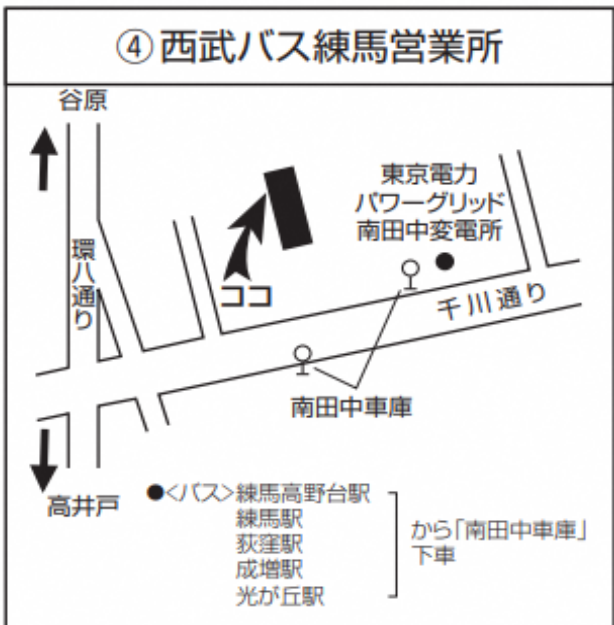 ④西武バス練馬営業所
谷原
環八通り
ココ
東京電力
パワーグリッド
南田中変電所
千川通り
南田中車庫
高井戸
●<バス>練馬高野台駅
練馬駅
荻窪駅
成増駅
光が丘駅
から「南田中車庫」
下車